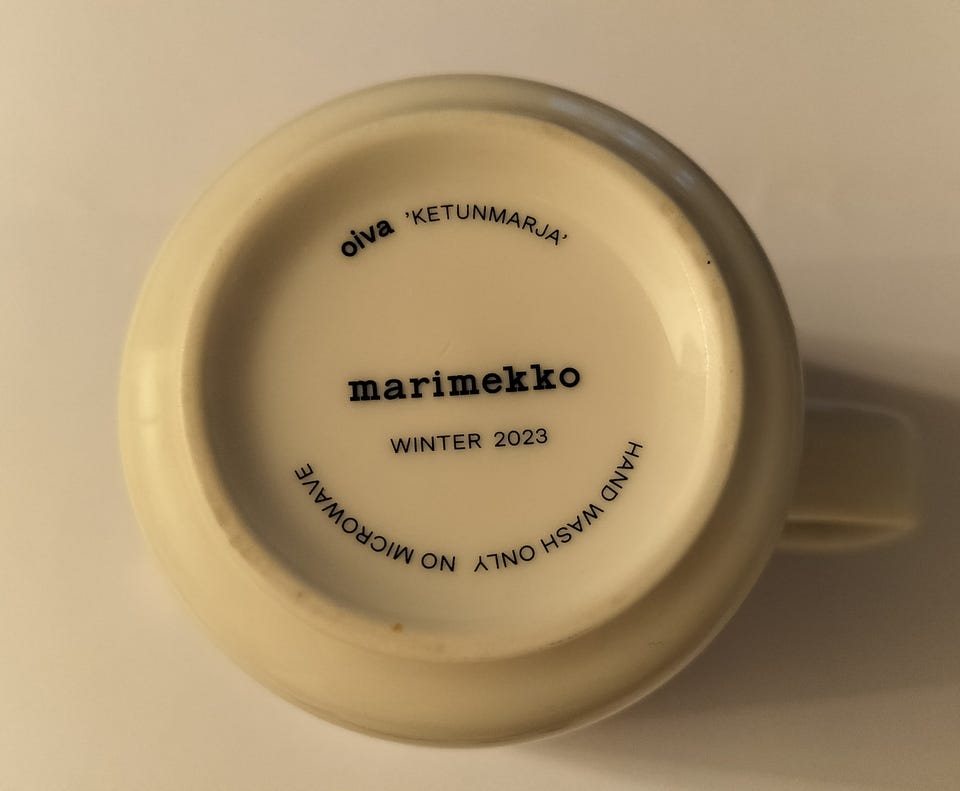 oiva 'KETUNMARJA'
marimekko
WINTER 2023
HAND WASH ONLY NO MICROWAVE